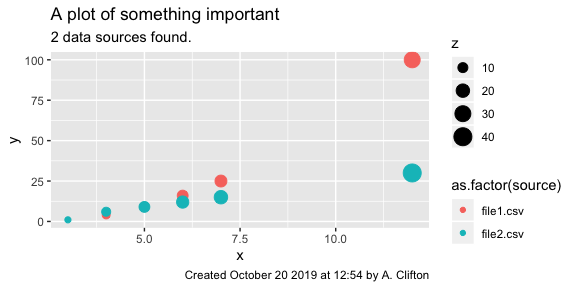 A plot of something important
2 data sources found.
z
10
20
30
40
100
75
50
25
0
y
5.0
7.5
10.0
x
as.factor(source)
file1.csv
file2.csv
Created October 20 2019 at 12:54 by A. Clifton